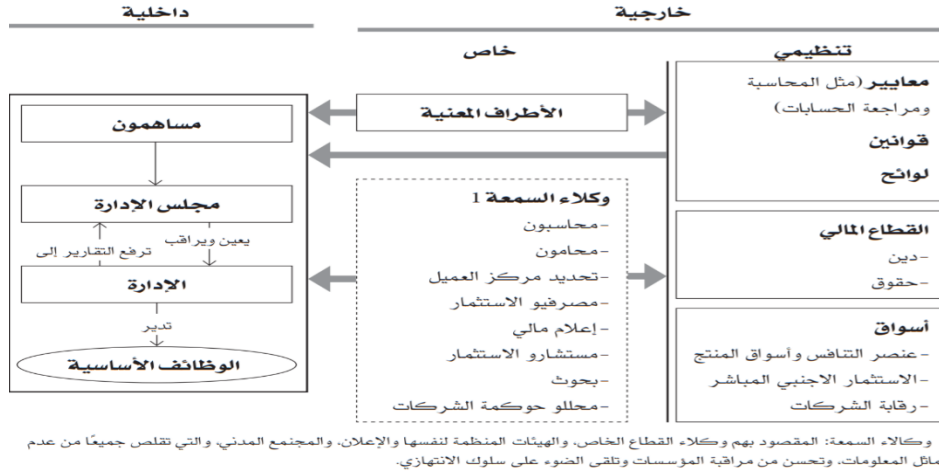 خارجية
داخلية
تنظيمي
خاص
معايير (مثل المحاسبة
ومراجعة الحسابات)
قوانين
لوائح
الأطراف المعنية
مساهمون
مجلس الإدارة
يعين ويراقب
ترفع التقارير إلى
الإدارة
تدير
الوظائف الأساسية
وكلاء السمعة 1
-محاسبون
-محامون
-تحديد مركز العميل
-مصرفيو الاستثمار
-إعلام مالي
-مستشارو الاستثمار
-بحوث
-محللو حوكمة الشركات
القطاع المالي
-دين
-حقوق
أسواق
-عنصر التنافس وأسواق المنتج
-الاستثمار الاجنبي المباشر
-رقابة الشركات
وكالاء السمعة: المقصود بهم وكلاء القطاع الخاص، والهيئات المنظمة لنفسها والإعلان، والمجتمع المدني، والتي تقلص جميعًا من عدم
ماثل المعلومات، وتحسن من مراقبة المؤسسات وتلقى الضوء على سلوك الانتهازي.